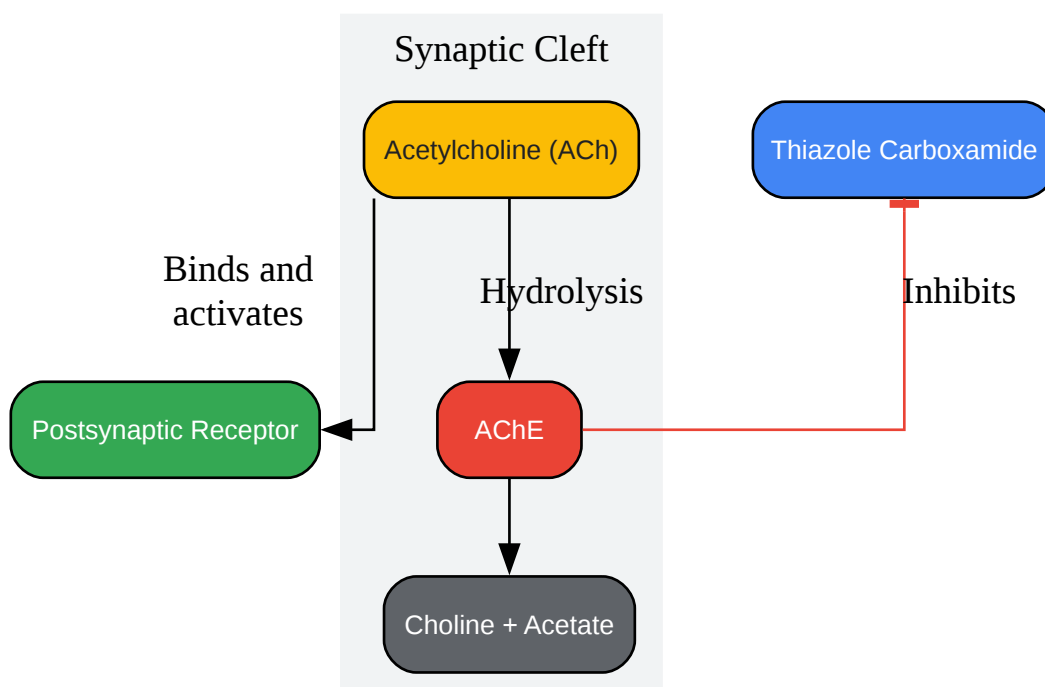 Synaptic Cleft
Acetylcholine (ACh)
Thiazole Carboxamide
Binds and
activates
Hydrolysis
Inhibits
Postsynaptic Receptor
AChE
Choline + Acetate